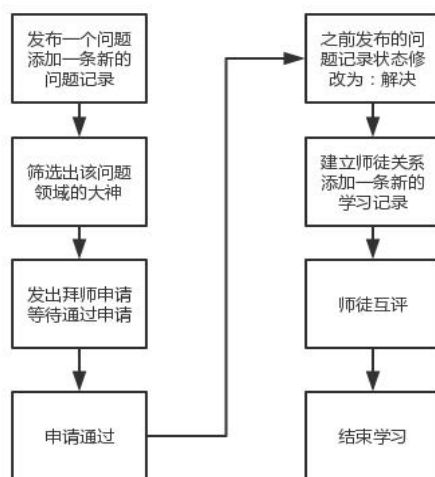 发布一个问题
添加一条新的
问题记录
筛选出该问题
领域的大神
发出拜师申请
等待通过申请
申请通过
之前发布的问
题记录状态修
改为：解决
建立师徒关系
添加一条新的
学习记录
师徒互评
结束学习